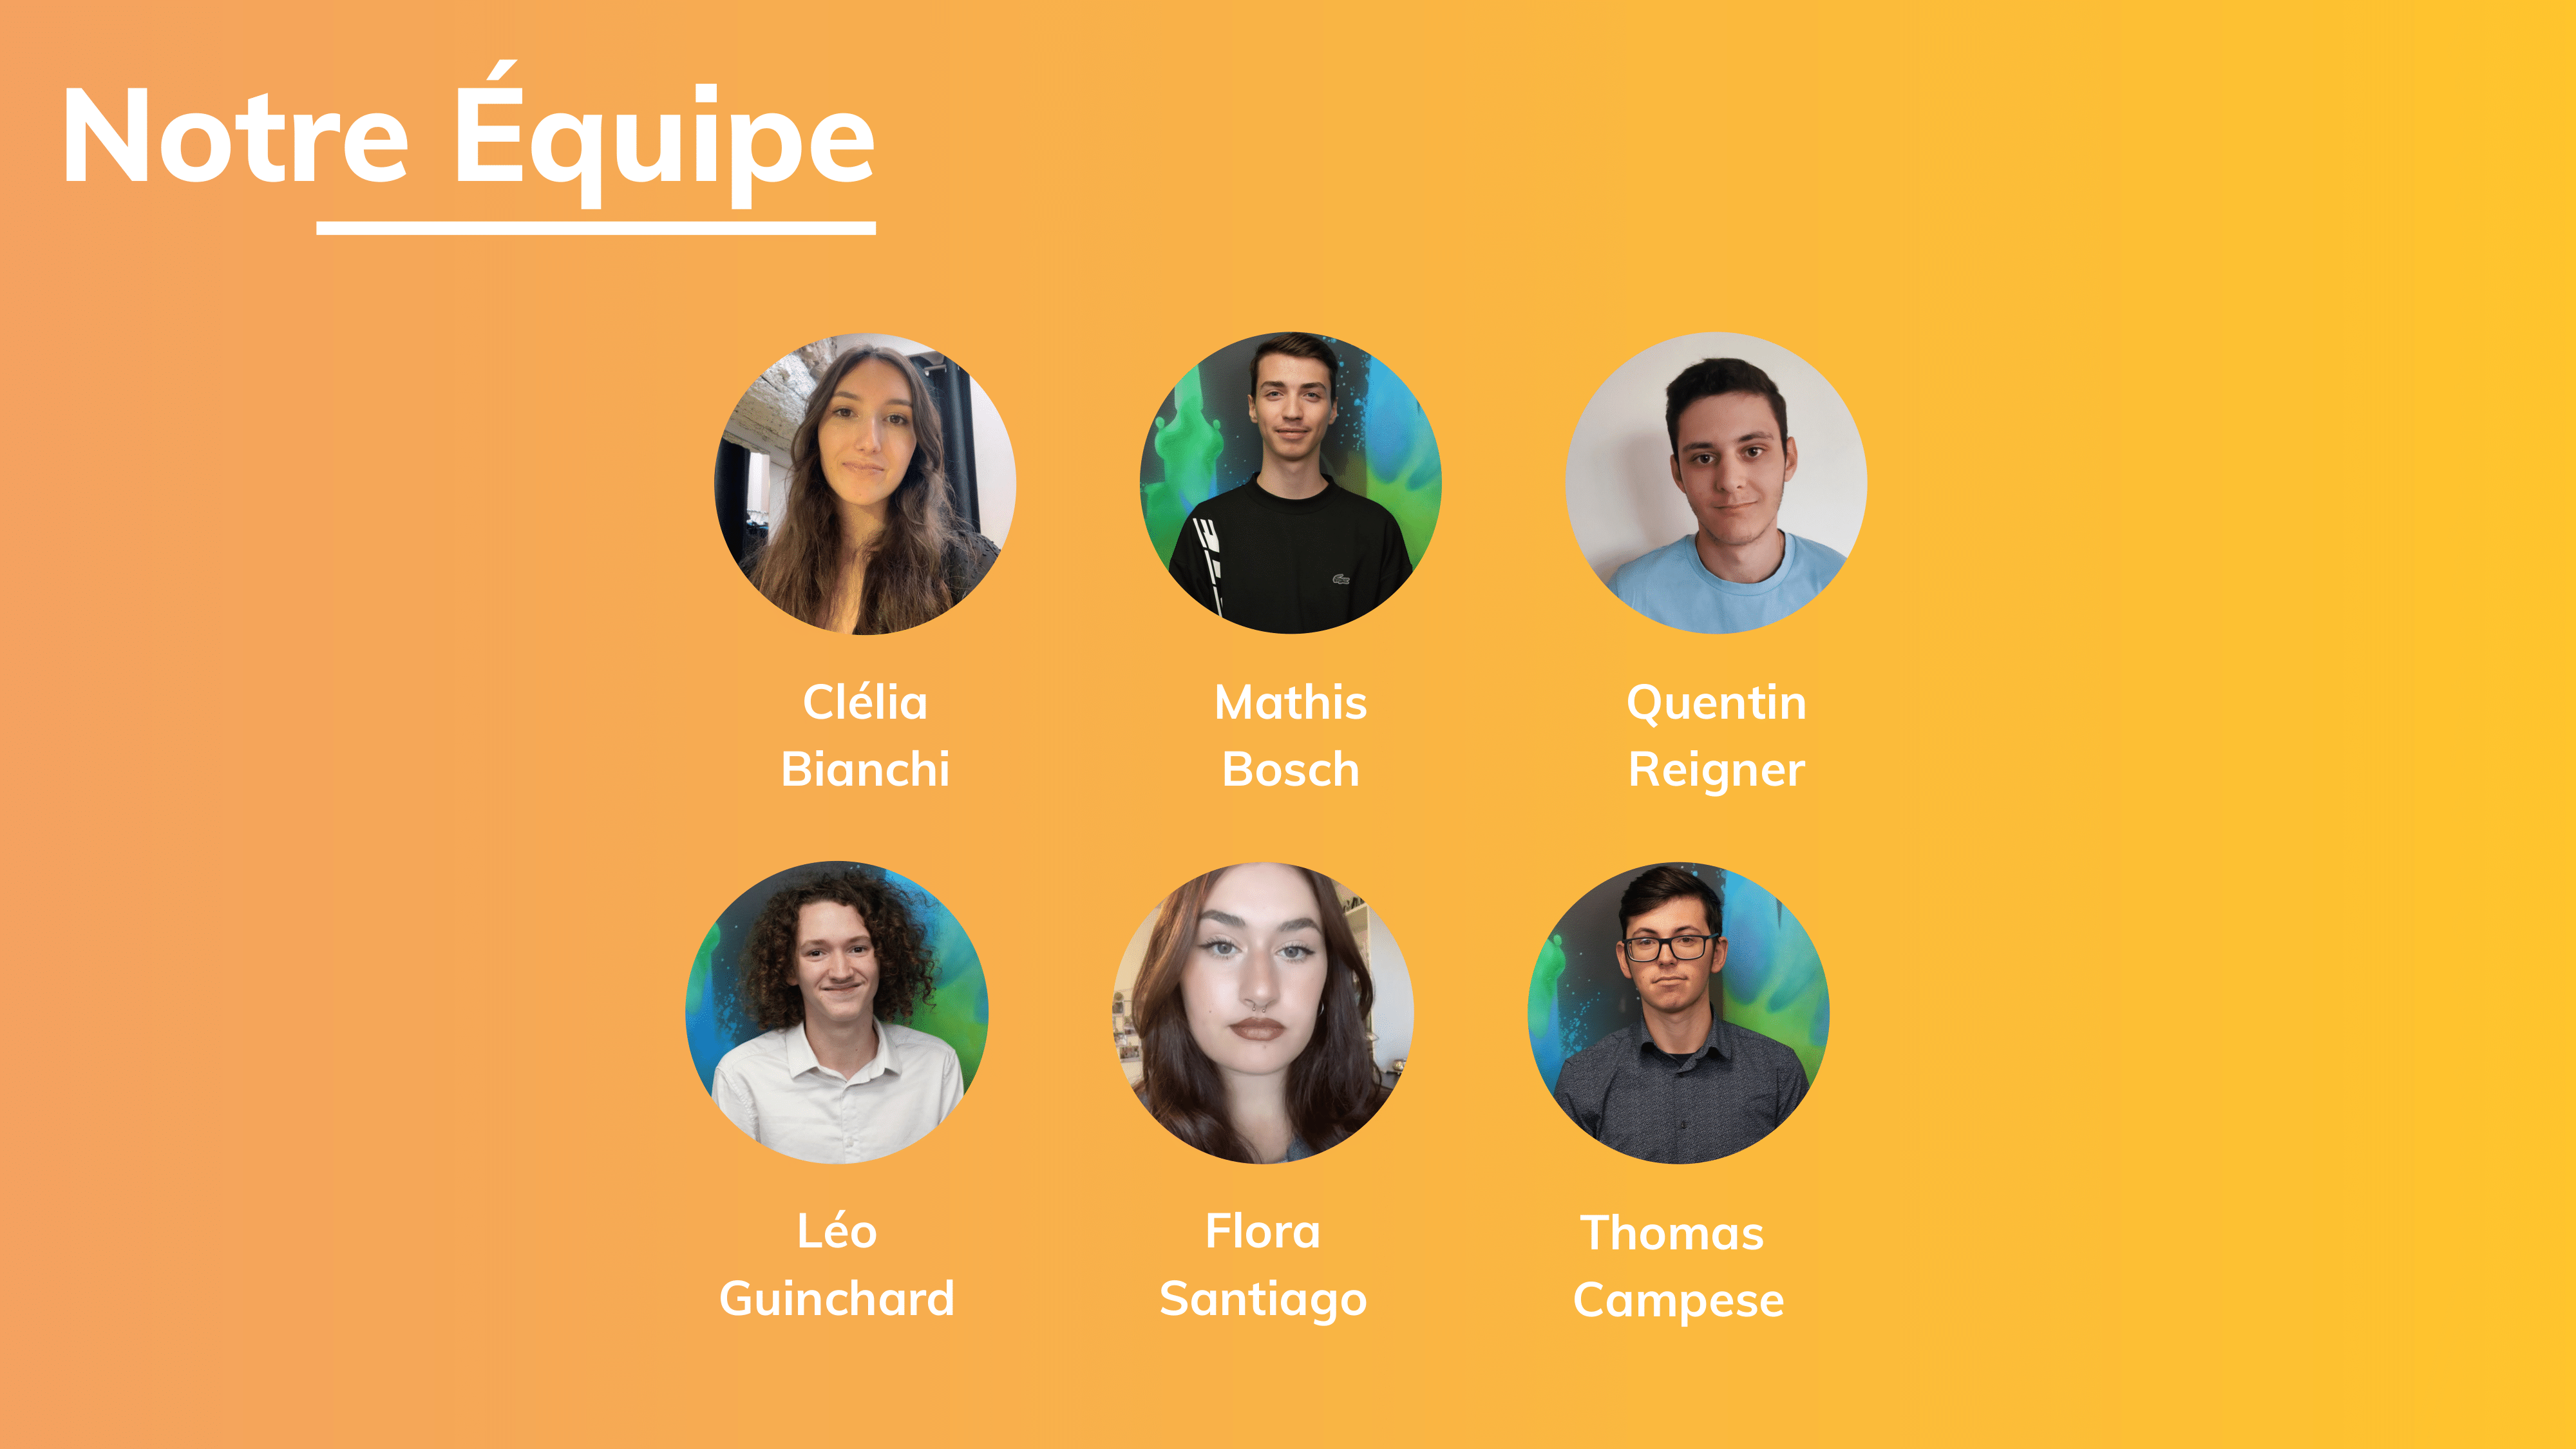 Notre Équipe
Clélia
Bianchi
Mathis
Bosch
Quentin
Reigner
Léo
Guinchard
Flora
Santiago
Thomas
Campese